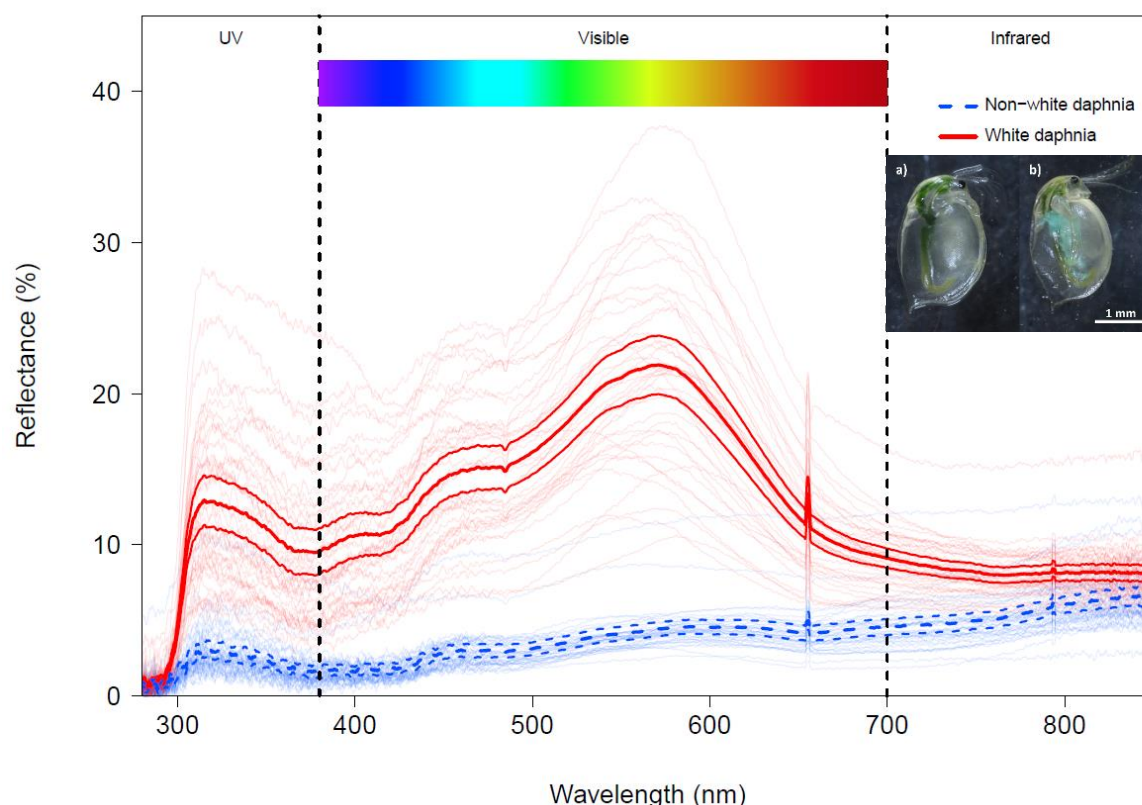 UV
Visible
Infrared
Non-white daphnia
White daphnia
a)
b)
1 mm
40
30
20
10
0
Reflectance (%)
300
400
500
600
700
800
Wavelength (nm)